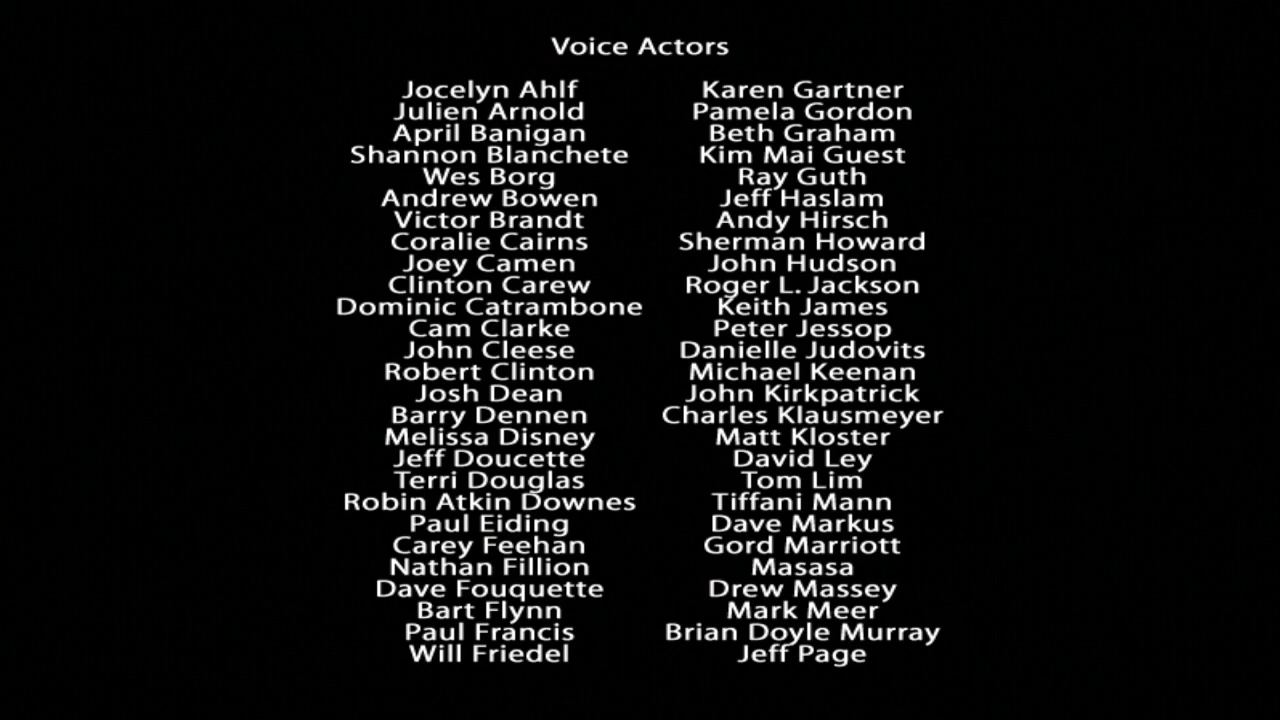 Voice Actors
Jocelyn Ahlf
Julien Arnold
April Banigan
Shannon Blanchete
Wes Borg
Andrew Bowen
Victor Brandt
Coralie Cairns
Joey Camen
Clinton Carew
Dominic Catrambone
Cam Clarke
John Cleese
Robert Clinton
Josh Dean
Barry Dennen
Melissa Disney
Jeff Doucette
Terri Douglas
Robin Atkin Downes
Paul Eiding
Carey Feehan
Nathan Fillion
Dave Fouquette
Bart Flynn
Paul Francis
Will Friedel
Karen Gartner
Pamela Gordon
Beth Graham
Kim Mai Guest
Ray Guth
Jeff Haslam
Andy Hirsch
Sherman Howard
John Hudson
Roger L. Jackson
Keith James
Peter Jessop
Danielle Judovits
Michael Keenan
John Kirkpatrick
Charles Klausmeyer
Matt Kloster
David Ley
Tom Lim
Tiffani Mann
Dave Markus
Gord Marriott
Masasa
Drew Massey
Mark Meer
Brian Doyle Murray
Jeff Page